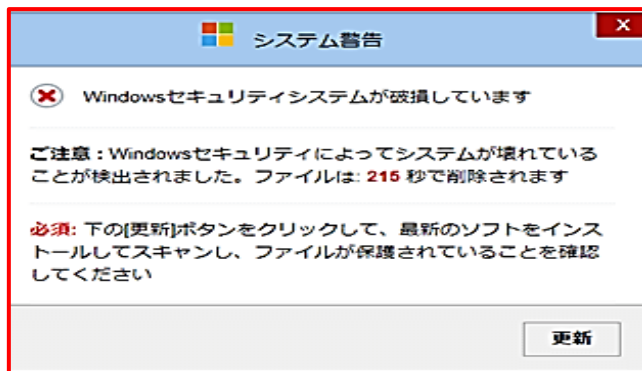 システム警告
Windowsセキュリティシステムが破損しています
ご注意 : Windowsセキュリティによってシステムが壊れている
ことが検出されました。ファイルは: 215 秒で削除されます
必須: 下の[更新]ボタンをクリックして、最新のソフトをインス
トールしてスキャンし、ファイルが保護されていることを確認
してください
更新